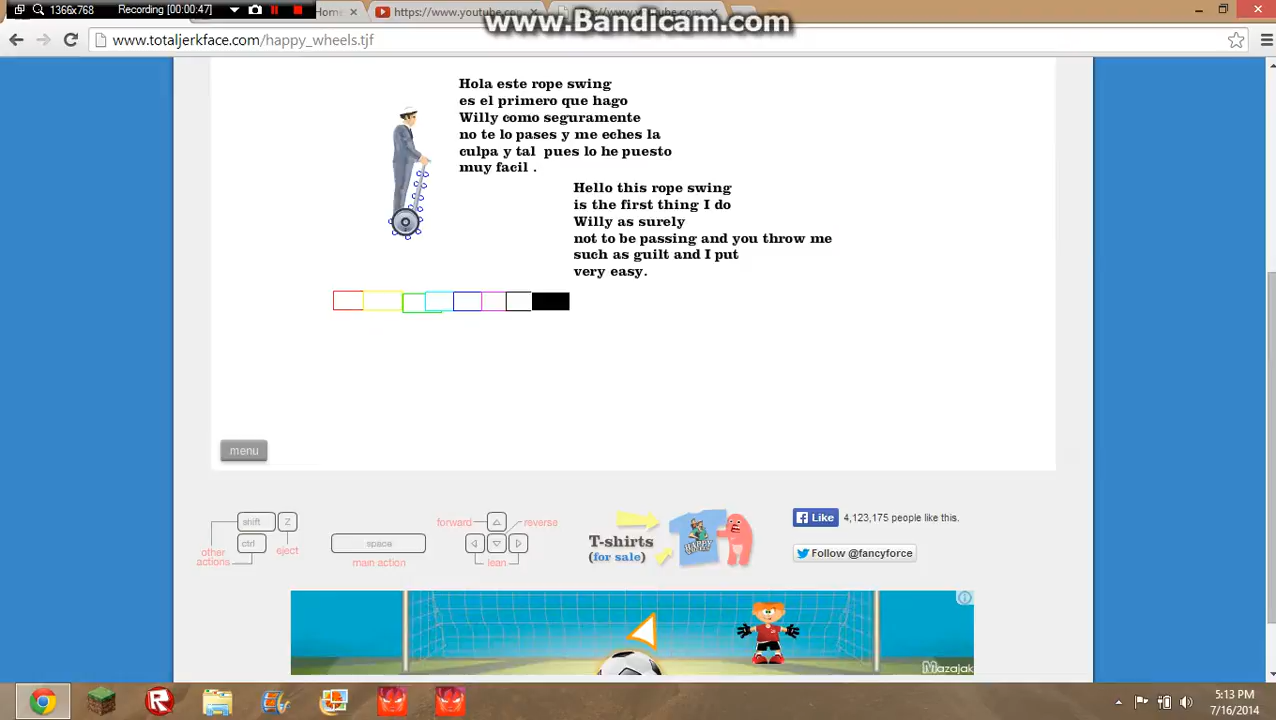 1366x768
Recording [00:00:47]
Home
https://www.youtube.com
www.Bandicam.com
www.totaljerkface.com/happy_wheels.tjf
Hola este rope swing
es el primero que hago
Willy como seguramente
no te lo pases y me eches la
culpa y tal pues lo he puesto
muy facil .
Hello this rope swing
is the first thing I do
Willy as surely
not to be passing and you throw me
such as guilt and I put
very easy.
menu
shift
Z
ctrl
other
actions
eject
space
main action
forward
reverse
lean
T-shirts
(for sale)
HAPPY
WHEELS
Like
4,123,175 people like this.
Follow @fancyforce
Mazajak
5:13 PM
7/16/2014